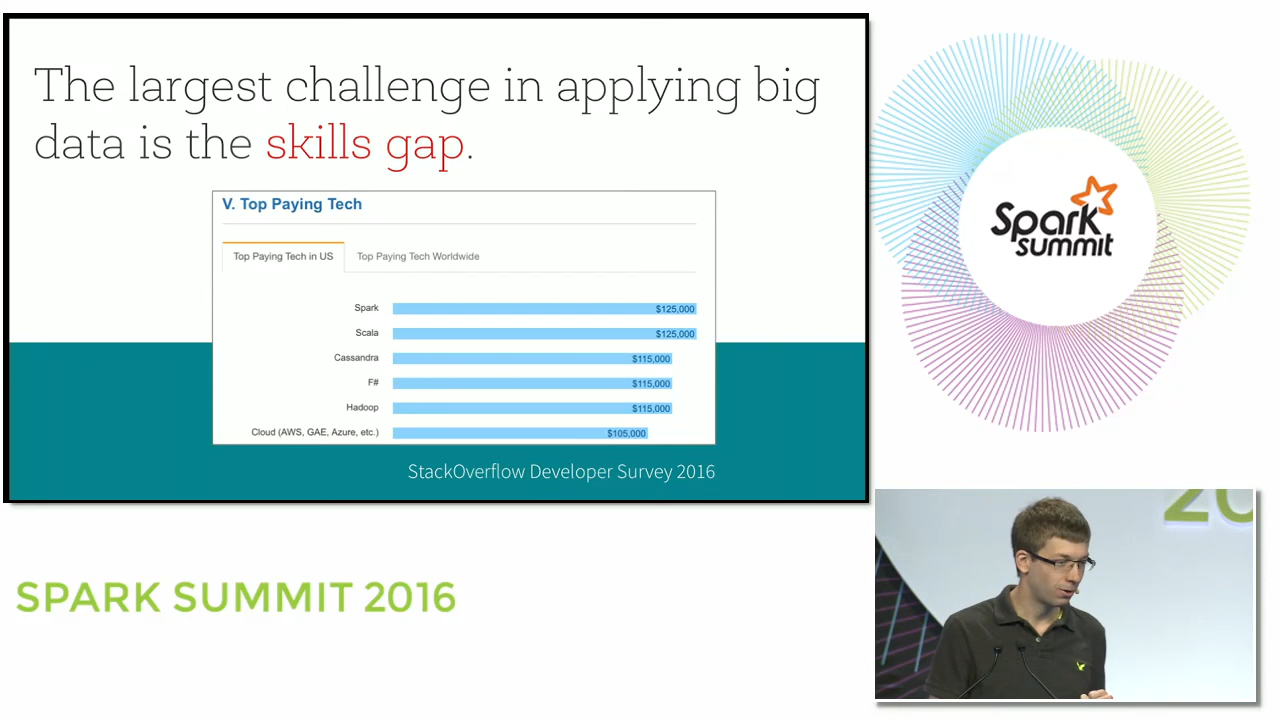 The largest challenge in applying big
data is the skills gap.
V. Top Paying Tech
Top Paying Tech in US
Top Paying Tech Worldwide
Spark $125,000
Scala $125,000
Cassandra $115,000
F# $115,000
Hadoop $115,000
Cloud (AWS, GAE, Azure, etc.) $105,000
StackOverflow Developer Survey 2016
Spark
summit
20
SPARK SUMMIT 2016